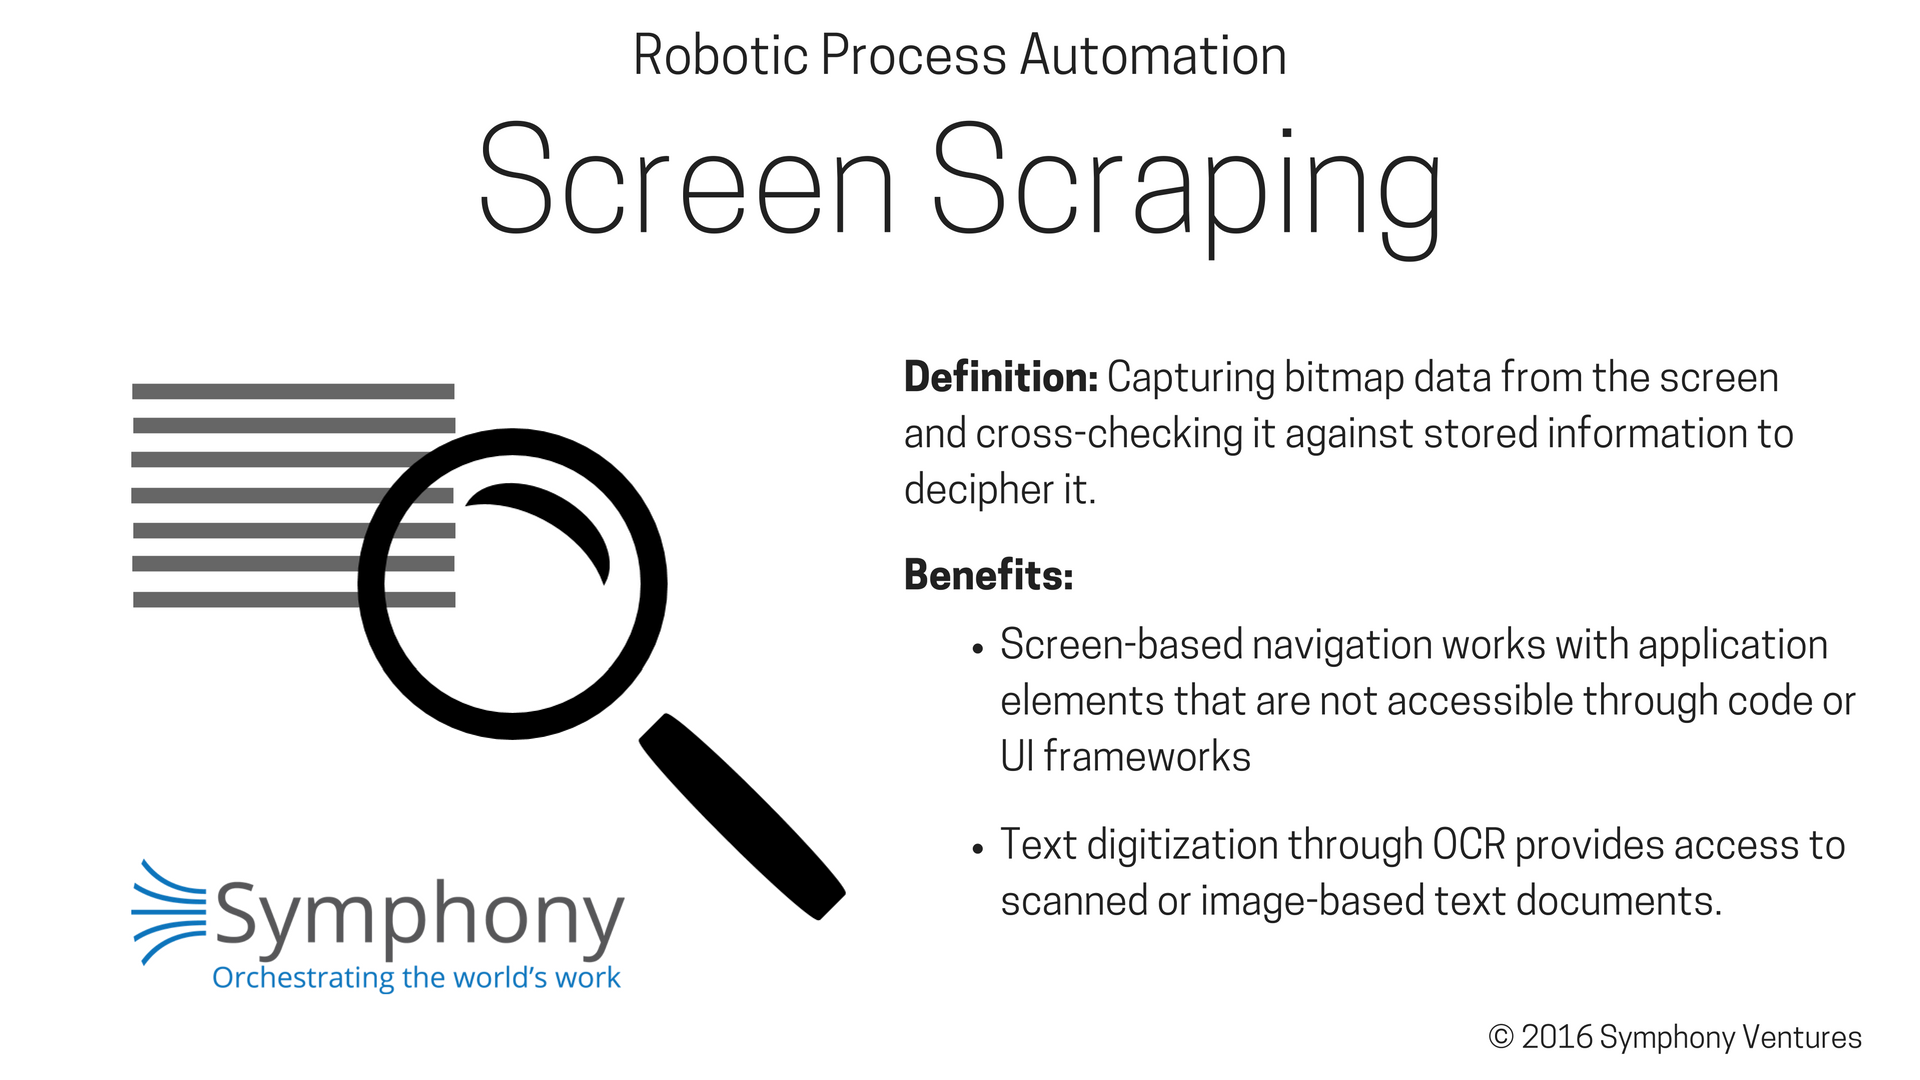 Robotic Process Automation
Screen Scraping
Definition: Capturing bitmap data from the screen
and cross-checking it against stored information to
decipher it.
Benefits:
• Screen-based navigation works with application
elements that are not accessible through code or
UI frameworks
• Text digitization through OCR provides access to
scanned or image-based text documents.
Symphony
Orchestrating the world's work
© 2016 Symphony Ventures